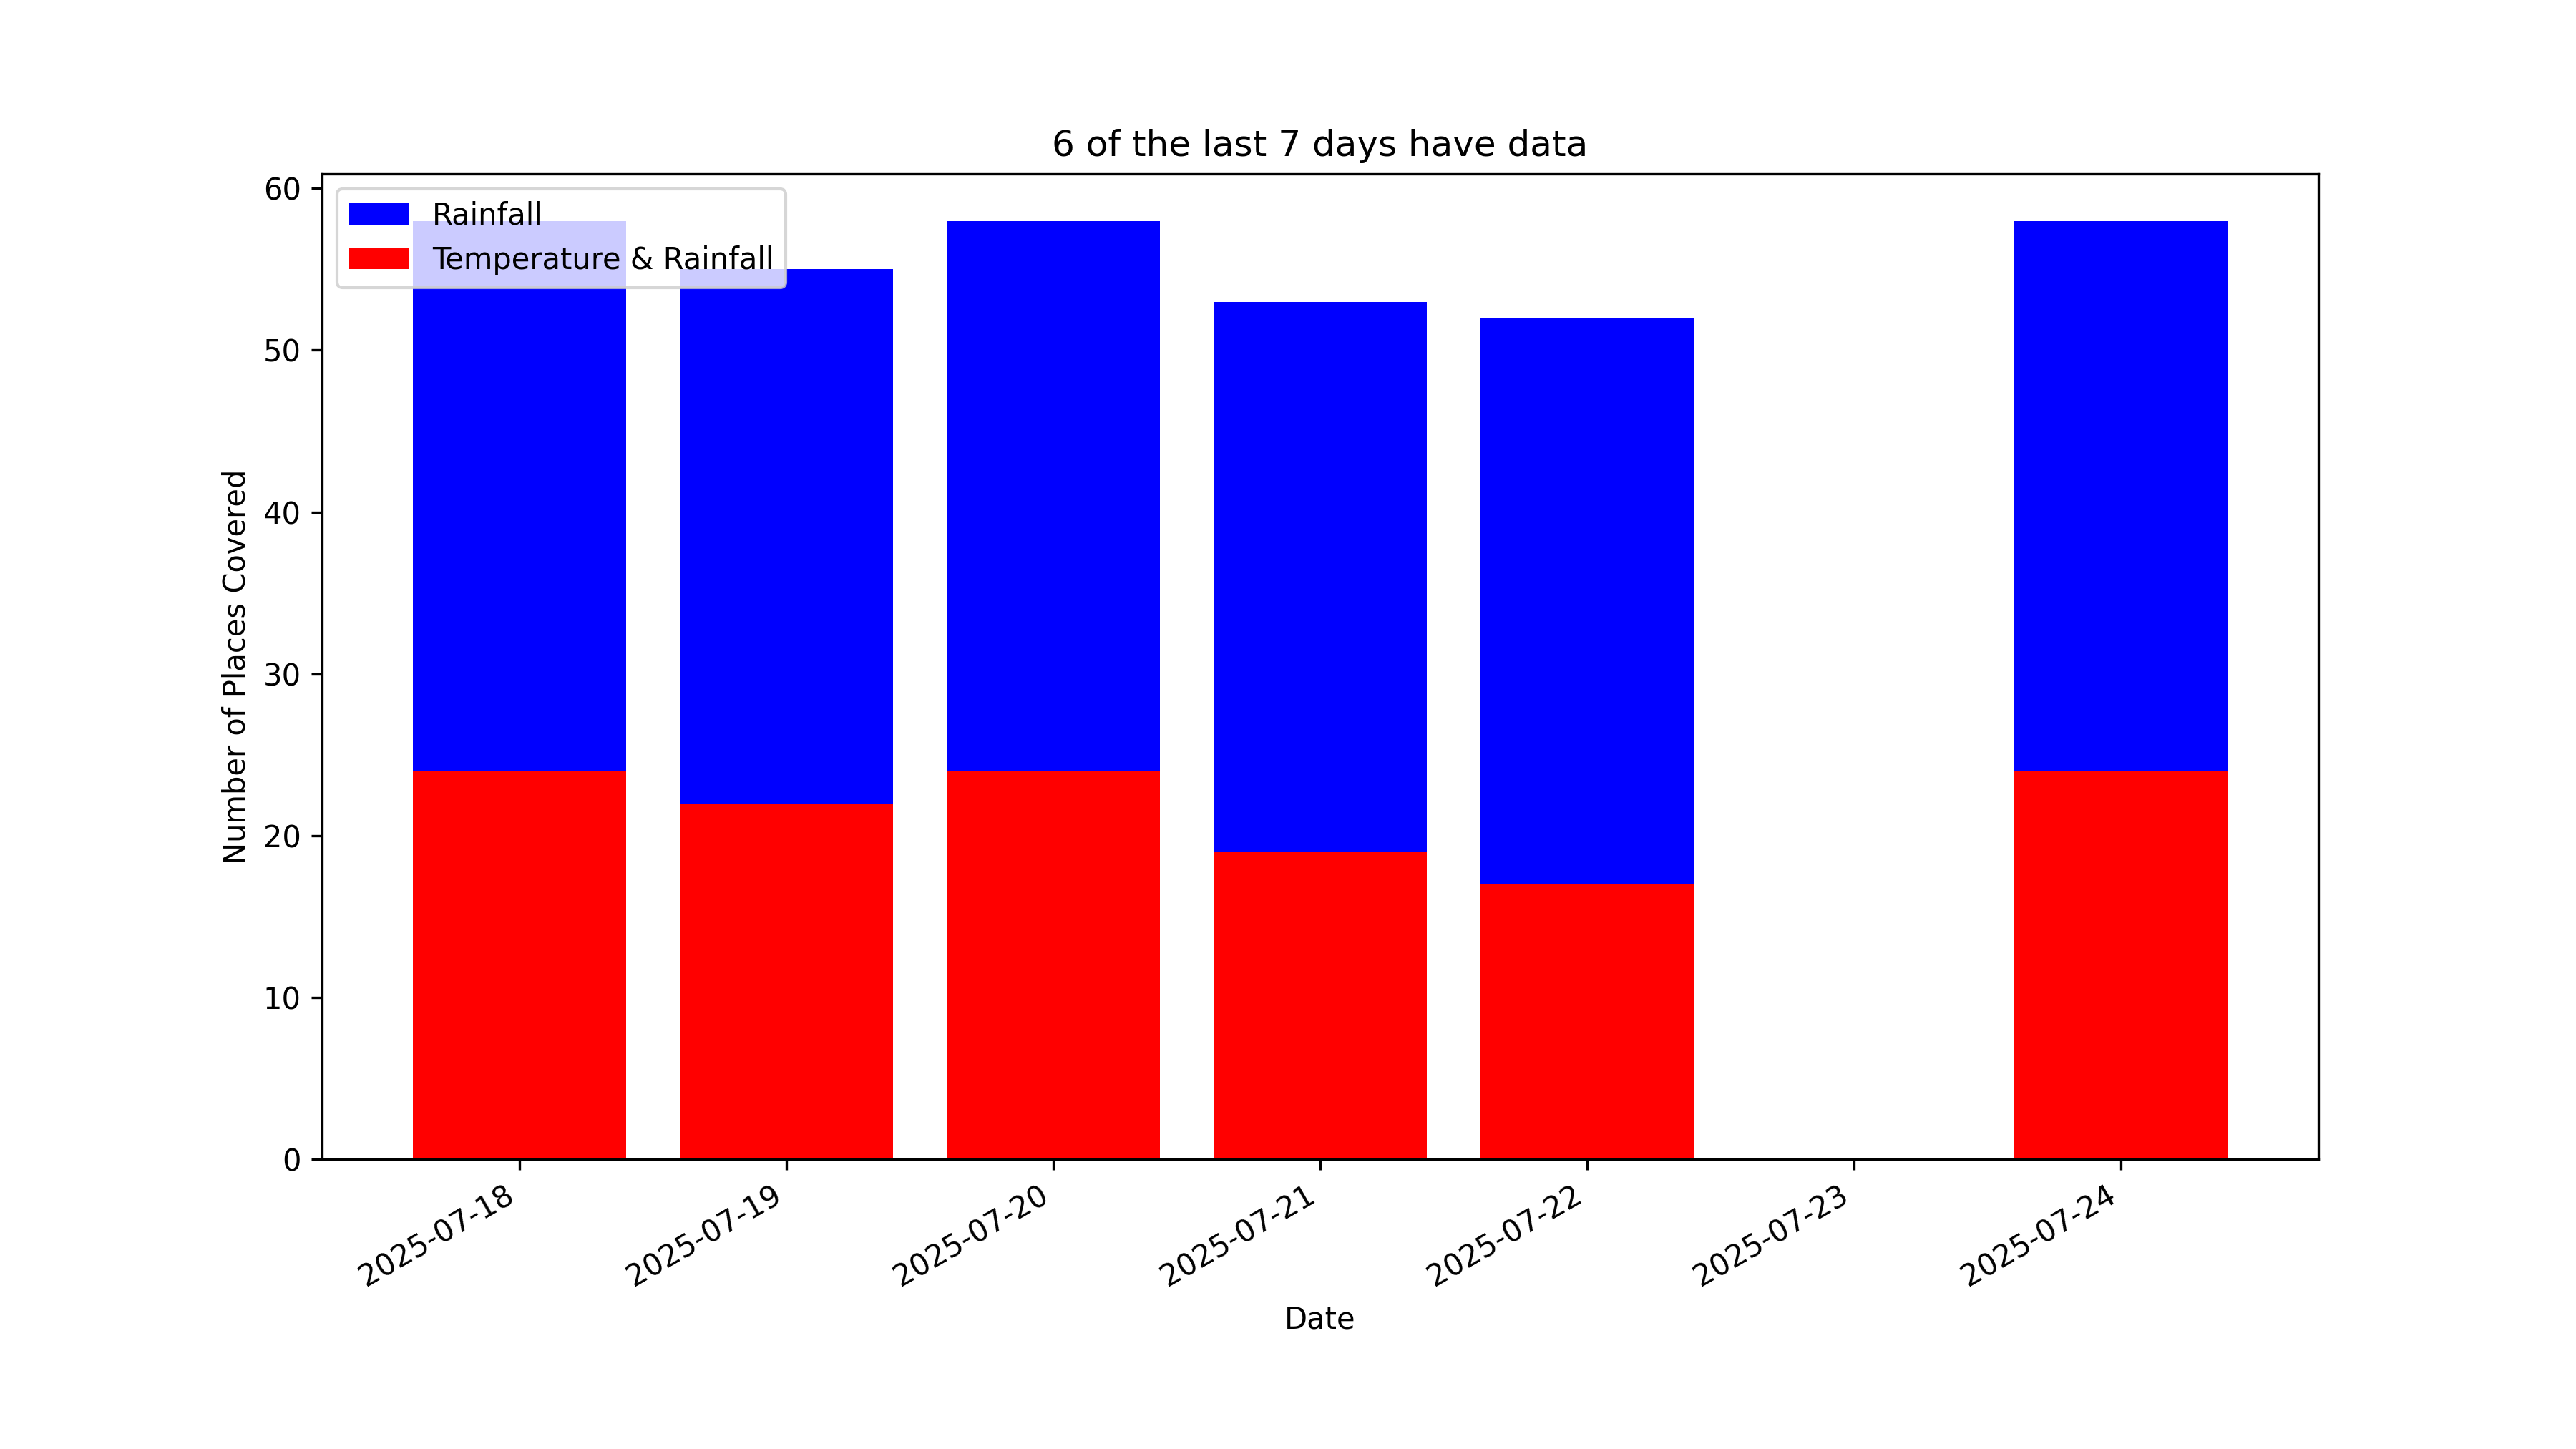 6 of the last 7 days have data
60
50
40
30
20
10
0
Number of Places Covered
Rainfall
Temperature & Rainfall
2025-07-18
2025-07-19
2025-07-20
2025-07-21
2025-07-22
2025-07-23
2025-07-24
Date